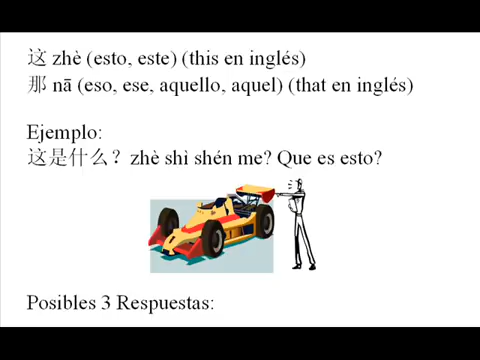 这 zhè (esto, este) (this en inglés)
那 nā (eso, ese, aquello, aquel) (that en inglés)
Ejemplo:
这是什么？zhè shì shén me? Que es esto?
Posibles 3 Respuestas: